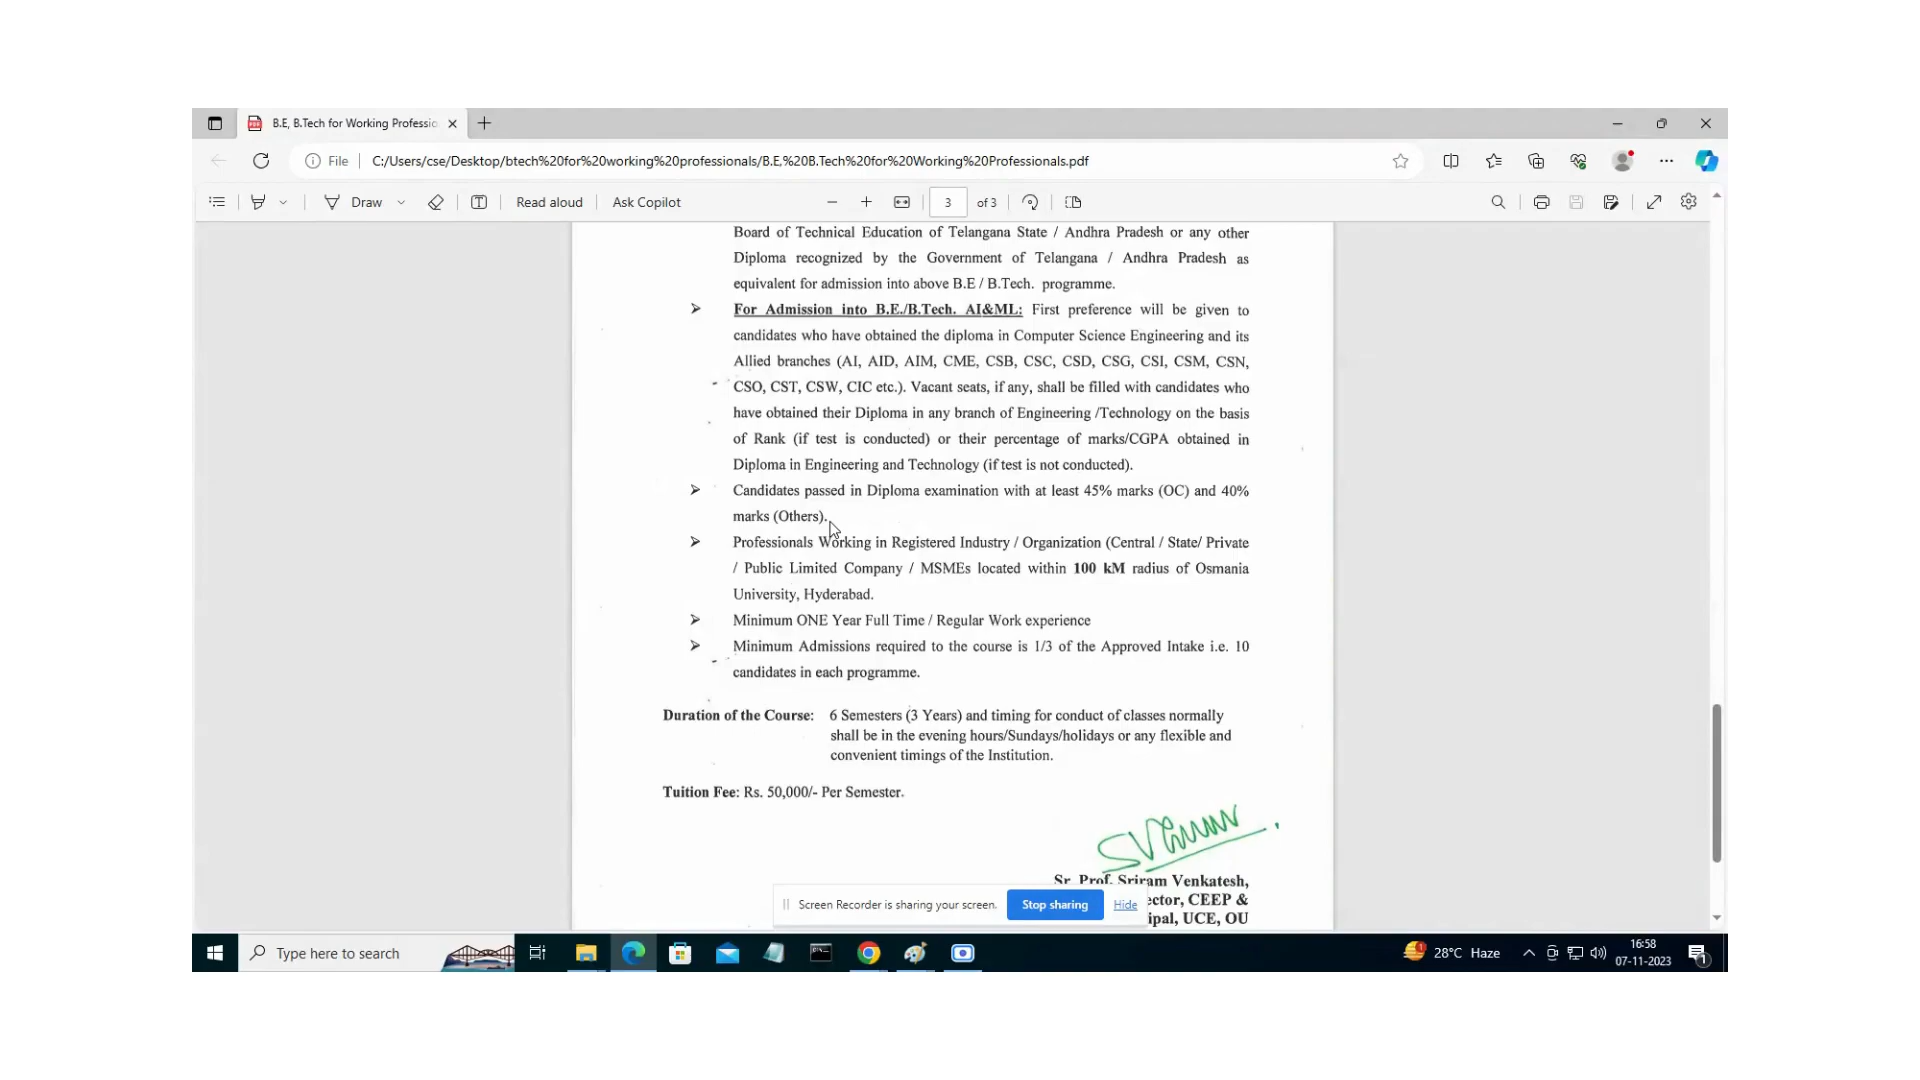 B.E, B.Tech for Working Professio
File
C:/Users/cse/Desktop/btech%20for%20working%20professionals/B.E,%20B.Tech%20for%20Working%20Professionals.pdf
Draw
Read aloud
Ask Copilot
3 of 3
Board of Technical Education of Telangana State / Andhra Pradesh or any other
Diploma recognized by the Government of Telangana / Andhra Pradesh as
equivalent for admission into above B.E / B.Tech. programme.
➢ For Admission into B.E./B.Tech. AI&ML: First preference will be given to
candidates who have obtained the diploma in Computer Science Engineering and its
Allied branches (AI, AID, AIM, CME, CSB, CSC, CSD, CSG, CSI, CSM, CSN,
CSO, CST, CSW, CIC etc.). Vacant seats, if any, shall be filled with candidates who
have obtained their Diploma in any branch of Engineering /Technology on the basis
of Rank (if test is conducted) or their percentage of marks/CGPA obtained in
Diploma in Engineering and Technology (if test is not conducted).
➢ Candidates passed in Diploma examination with at least 45% marks (OC) and 40%
marks (Others).
➢ Professionals Working in Registered Industry / Organization (Central / State/ Private
/ Public Limited Company / MSMEs located within 100 kM radius of Osmania
University, Hyderabad.
➢ Minimum ONE Year Full Time / Regular Work experience
➢ Minimum Admissions required to the course is 1/3 of the Approved Intake i.e. 10
candidates in each programme.
Duration of the Course: 6 Semesters (3 Years) and timing for conduct of classes normally
shall be in the evening hours/Sundays/holidays or any flexible and
convenient timings of the Institution.
Tuition Fee: Rs. 50,000/- Per Semester.
Sr. Prof. Sriram Venkatesh,
ector, CEEP &
ipal, UCE, OU
Screen Recorder is sharing your screen.
Stop sharing
Hide
Type here to search
28°C Haze
16:58
07-11-2023